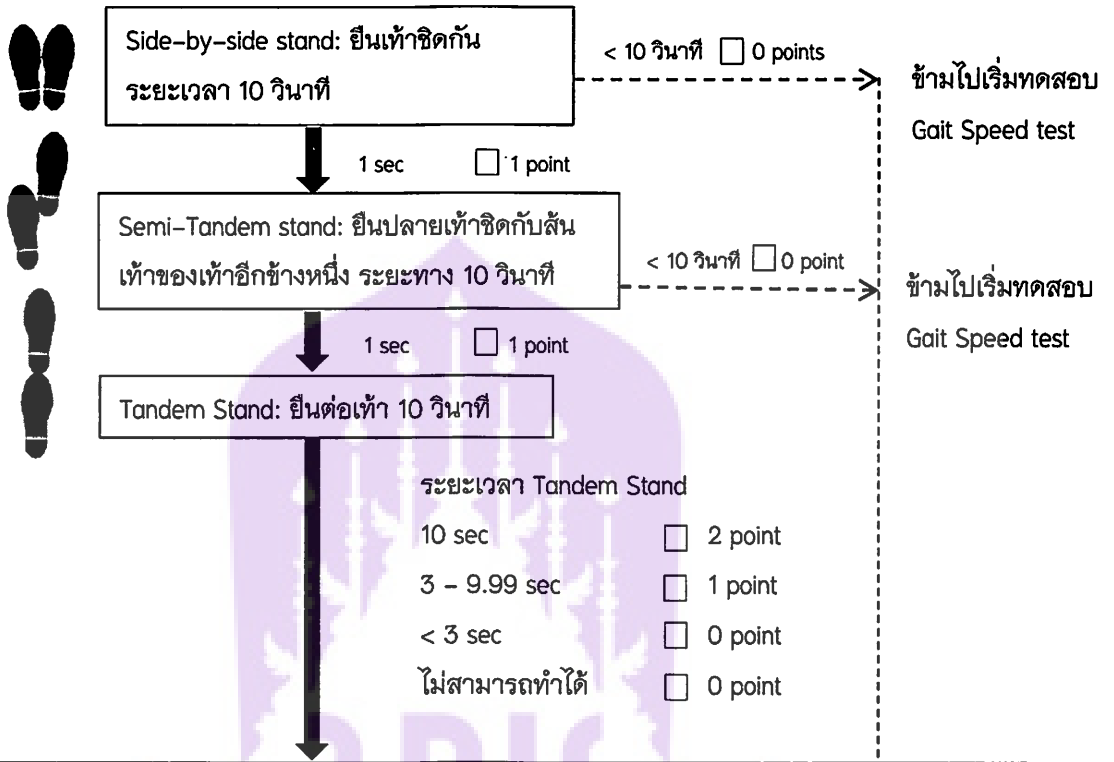 Side-by-side stand: ยืนเท้าชิดกัน
ระยะเวลา 10 วินาที
< 10 วินาที 0 points
ข้ามไปเริ่มทดสอบ
Gait Speed test
1 sec 1 point
Semi-Tandem stand: ยืนปลายเท้าชิดกับส้น
เท้าของเท้าอีกข้างหนึ่ง ระยะทาง 10 วินาที
< 10 วินาที 0 point
ข้ามไปเริ่มทดสอบ
Gait Speed test
1 sec 1 point
Tandem Stand: ยืนต่อเท้า 10 วินาที
ระยะเวลา Tandem Stand
10 sec 2 point
3 – 9.99 sec 1 point
< 3 sec 0 point
ไม่สามารถทำได้ 0 point